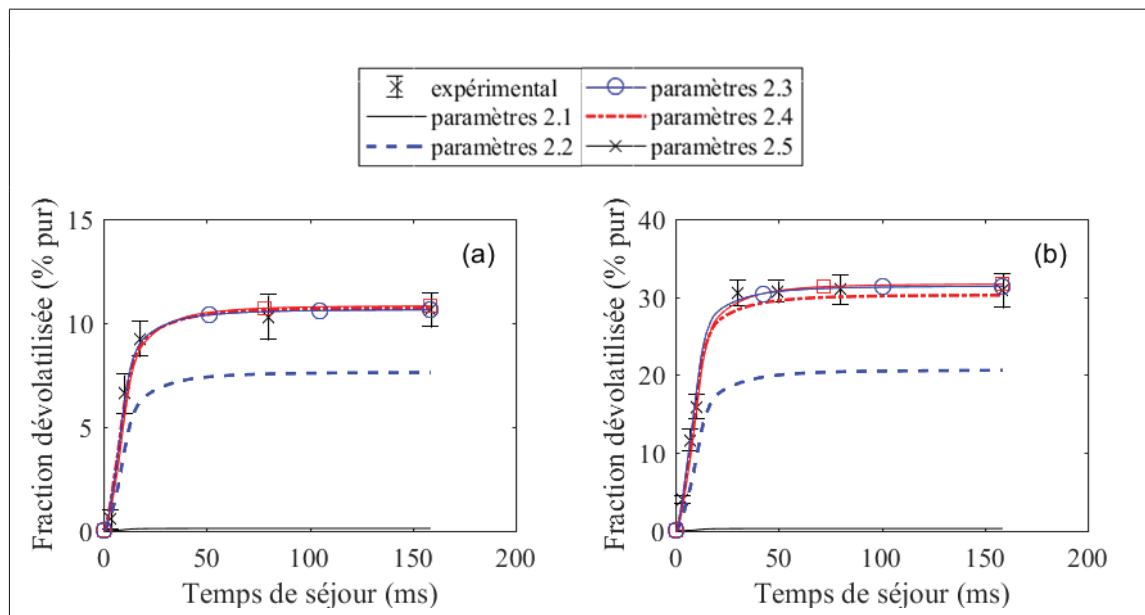 expérimental
paramètres 2.1
paramètres 2.2
paramètres 2.3
paramètres 2.4
paramètres 2.5
Fraction dévolatilisée (% pur)
15
10
5
0
(a)
0 50 100 150 200
Temps de séjour (ms)
Fraction dévolatilisée (% pur)
40
30
20
10
0
(b)
0 50 100 150 200
Temps de séjour (ms)